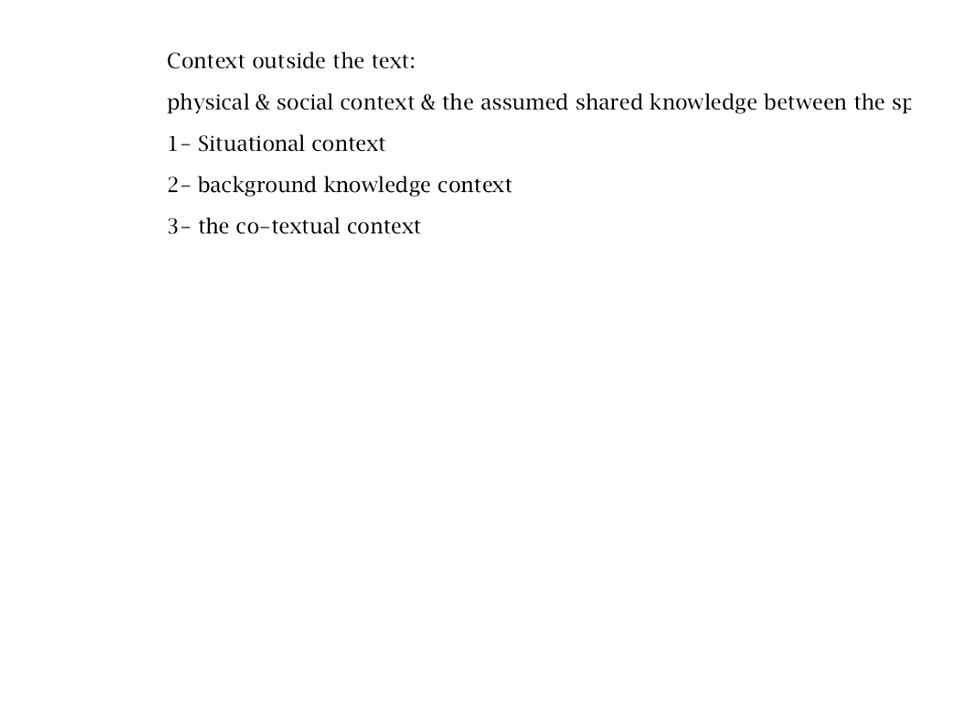 Context outside the text:
physical & social context & the assumed shared knowledge between the
1- Situational context
2- background knowledge context
3- the co-textual context